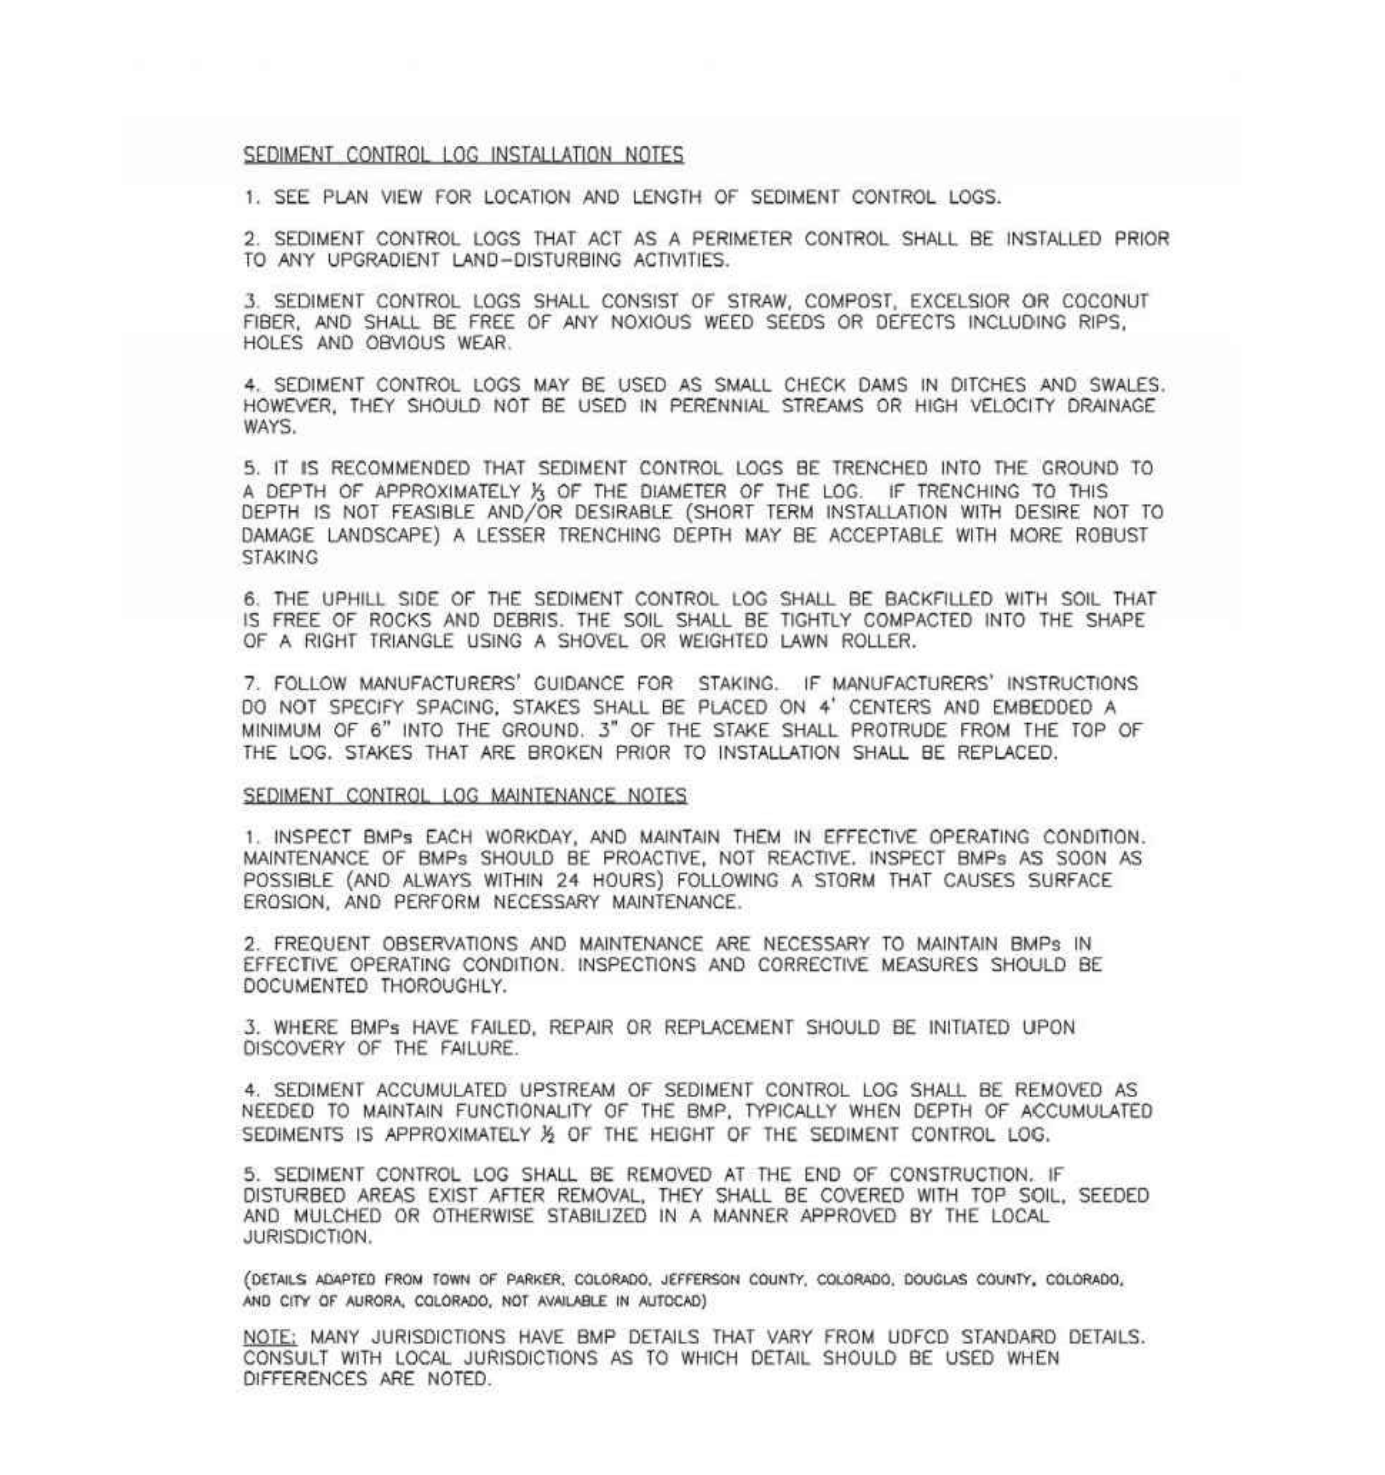 SEDIMENT CONTROL LOG INSTALLATION NOTES
1. SEE PLAN VIEW FOR LOCATION AND LENGTH OF SEDIMENT CONTROL LOGS.
2. SEDIMENT CONTROL LOGS THAT ACT AS A PERIMETER CONTROL SHALL BE INSTALLED PRIOR
TO ANY UPGRADIENT LAND-DISTURBING ACTIVITIES.
3. SEDIMENT CONTROL LOGS SHALL CONSIST OF STRAW, COMPOST, EXCELSIOR OR COCONUT
FIBER, AND SHALL BE FREE OF ANY NOXIOUS WEED SEEDS OR DEFECTS INCLUDING RIPS,
HOLES AND OBVIOUS WEAR.
4. SEDIMENT CONTROL LOGS MAY BE USED AS SMALL CHECK DAMS IN DITCHES AND SWALES.
HOWEVER, THEY SHOULD NOT BE USED IN PERENNIAL STREAMS OR HIGH VELOCITY DRAINAGE
WAYS.
5. IT IS RECOMMENDED THAT SEDIMENT CONTROL LOGS BE TRENCHED INTO THE GROUND TO
A DEPTH OF APPROXIMATELY ⅓ OF THE DIAMETER OF THE LOG. IF TRENCHING TO THIS
DEPTH IS NOT FEASIBLE AND/OR DESIRABLE (SHORT TERM INSTALLATION WITH DESIRE NOT TO
DAMAGE LANDSCAPE) A LESSER TRENCHING DEPTH MAY BE ACCEPTABLE WITH MORE ROBUST
STAKING
6. THE UPHILL SIDE OF THE SEDIMENT CONTROL LOG SHALL BE BACKFILLED WITH SOIL THAT
IS FREE OF ROCKS AND DEBRIS. THE SOIL SHALL BE TIGHTLY COMPACTED INTO THE SHAPE
OF A RIGHT TRIANGLE USING A SHOVEL OR WEIGHTED LAWN ROLLER.
7. FOLLOW MANUFACTURERS' GUIDANCE FOR STAKING. IF MANUFACTURERS' INSTRUCTIONS
DO NOT SPECIFY SPACING, STAKES SHALL BE PLACED ON 4' CENTERS AND EMBEDDED A
MINIMUM OF 6" INTO THE GROUND. 3" OF THE STAKE SHALL PROTRUDE FROM THE TOP OF
THE LOG. STAKES THAT ARE BROKEN PRIOR TO INSTALLATION SHALL BE REPLACED.
SEDIMENT CONTROL LOG MAINTENANCE NOTES
1. INSPECT BMPs EACH WORKDAY, AND MAINTAIN THEM IN EFFECTIVE OPERATING CONDITION.
MAINTENANCE OF BMPs SHOULD BE PROACTIVE, NOT REACTIVE. INSPECT BMPs AS SOON AS
POSSIBLE (AND ALWAYS WITHIN 24 HOURS) FOLLOWING A STORM THAT CAUSES SURFACE
EROSION, AND PERFORM NECESSARY MAINTENANCE.
2. FREQUENT OBSERVATIONS AND MAINTENANCE ARE NECESSARY TO MAINTAIN BMPs IN
EFFECTIVE OPERATING CONDITION. INSPECTIONS AND CORRECTIVE MEASURES SHOULD BE
DOCUMENTED THOROUGHLY.
3. WHERE BMPs HAVE FAILED, REPAIR OR REPLACEMENT SHOULD BE INITIATED UPON
DISCOVERY OF THE FAILURE.
4. SEDIMENT ACCUMULATED UPSTREAM OF SEDIMENT CONTROL LOG SHALL BE REMOVED AS
NEEDED TO MAINTAIN FUNCTIONALITY OF THE BMP, TYPICALLY WHEN DEPTH OF ACCUMULATED
SEDIMENTS IS APPROXIMATELY ½ OF THE HEIGHT OF THE SEDIMENT CONTROL LOG.
5. SEDIMENT CONTROL LOG SHALL BE REMOVED AT THE END OF CONSTRUCTION. IF
DISTURBED AREAS EXIST AFTER REMOVAL, THEY SHALL BE COVERED WITH TOP SOIL, SEEDED
AND MULCHED OR OTHERWISE STABILIZED IN A MANNER APPROVED BY THE LOCAL
JURISDICTION.
(DETAILS ADAPTED FROM TOWN OF PARKER, COLORADO, JEFFERSON COUNTY, COLORADO, DOUGLAS COUNTY, COLORADO,
AND CITY OF AURORA, COLORADO, NOT AVAILABLE IN AUTOCAD)
NOTE: MANY JURISDICTIONS HAVE BMP DETAILS THAT VARY FROM UDFCD STANDARD DETAILS.
CONSULT WITH LOCAL JURISDICTIONS AS TO WHICH DETAIL SHOULD BE USED WHEN
DIFFERENCES ARE NOTED.